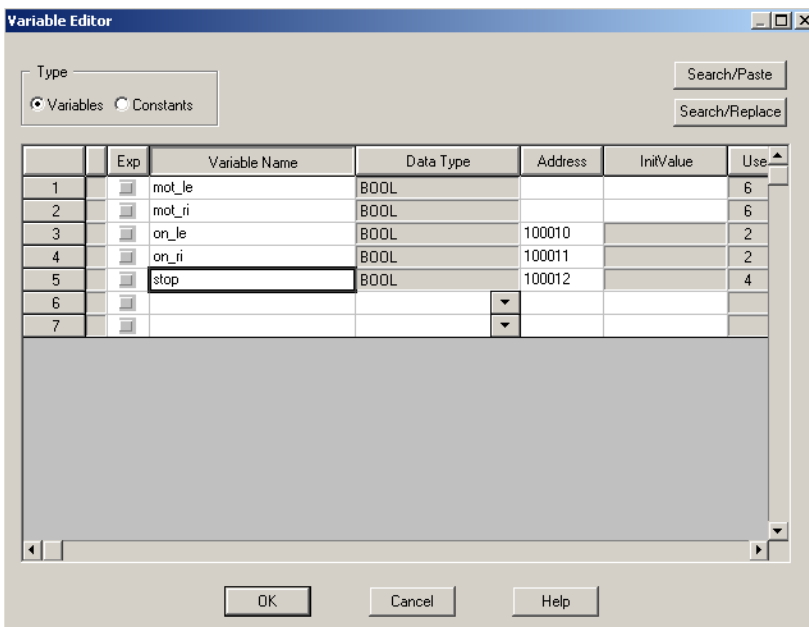 Variable Editor
Type
Variables Constants
Search/Paste
Search/Replace
Exp Variable Name Data Type Address InitValue Use
1 mot_le BOOL 6
2 mot_ri BOOL 6
3 on_le BOOL 100010 2
4 on_ri BOOL 100011 2
5 stop BOOL 100012 4
6
7
OK Cancel Help